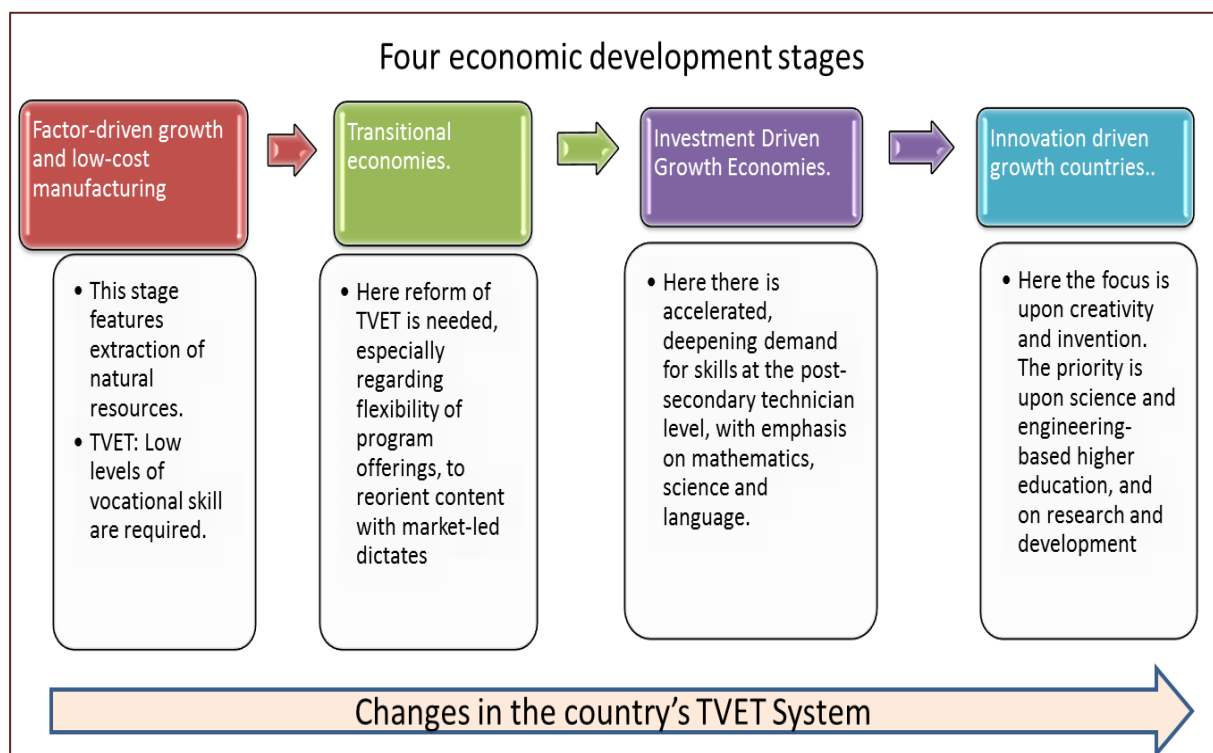 Four economic development stages
Factor-driven growth
and low-cost
manufacturing
Transitional
economies.
Investment Driven
Growth Economies.
Innovation driven
growth countries..
• This stage
features
extraction of
natural
resources.
• TVET: Low
levels of
vocational skill
are required.
• Here reform of
TVET is needed,
especially
regarding
flexibility of
program
offerings, to
reorient content
with market-led
dictates
• Here there is
accelerated,
deepening demand
for skills at the post-
secondary technician
level, with emphasis
on mathematics,
science and
language.
• Here the focus is
upon creativity
and invention.
The priority is
upon science and
engineering-
based higher
education, and
on research and
development
Changes in the country's TVET System